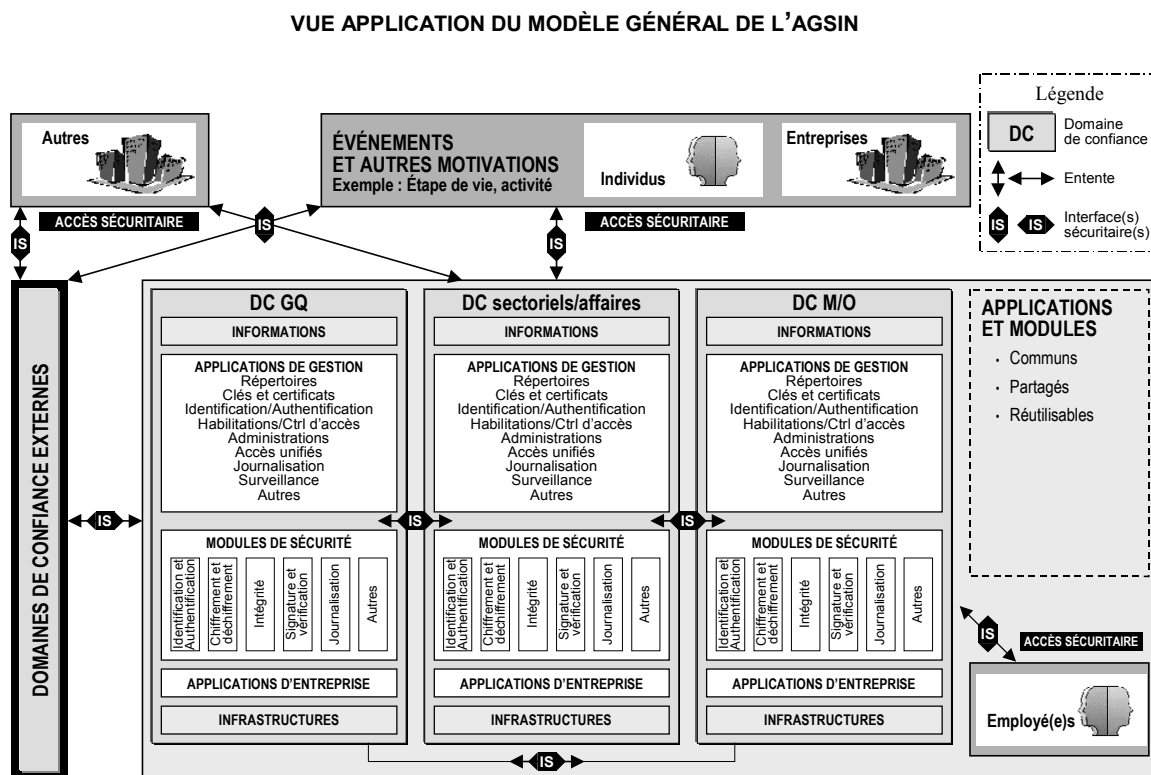 VUE APPLICATION DU MODÈLE GÉNÉRAL DE L'AGSIN
Légende
DC
Domaine
de confiance
Entente
IS
IS
Interface(s)
sécuritaire(s)
Autres
ÉVÉNEMENTS
ET AUTRES MOTIVATIONS
Exemple : Étape de vie, activité
Individus
Entreprises
ACCÈS SÉCURITAIRE
ACCÈS SÉCURITAIRE
IS
IS
IS
DOMAINES DE CONFIANCE EXTERNES
IS
DC GQ
INFORMATIONS
APPLICATIONS DE GESTION
Répertoires
Clés et certificats
Identification/Authentification
Habilitations/Ctrl d'accès
Administrations
Accès unifiés
Journalisation
Surveillance
Autres
MODULES DE SÉCURITÉ
Identification et
Authentification
Chiffrement et
déchiffrement
Intégrité
Signature et
vérification
Journalisation
Autres
APPLICATIONS D'ENTREPRISE
INFRASTRUCTURES
IS
DC sectoriels/affaires
INFORMATIONS
APPLICATIONS DE GESTION
Répertoires
Clés et certificats
Identification/Authentification
Habilitations/Ctrl d'accès
Administrations
Accès unifiés
Journalisation
Surveillance
Autres
MODULES DE SÉCURITÉ
Identification et
Authentification
Chiffrement et
déchiffrement
Intégrité
Signature et
vérification
Journalisation
Autres
APPLICATIONS D'ENTREPRISE
INFRASTRUCTURES
IS
DC M/O
INFORMATIONS
APPLICATIONS DE GESTION
Répertoires
Clés et certificats
Identification/Authentification
Habilitations/Ctrl d'accès
Administrations
Accès unifiés
Journalisation
Surveillance
Autres
MODULES DE SÉCURITÉ
Identification et
Authentification
Chiffrement et
déchiffrement
Intégrité
Signature et
vérification
Journalisation
Autres
APPLICATIONS D'ENTREPRISE
INFRASTRUCTURES
APPLICATIONS
ET MODULES
• Communs
• Partagés
• Réutilisables
IS
ACCÈS SÉCURITAIRE
Employé(e)s
IS